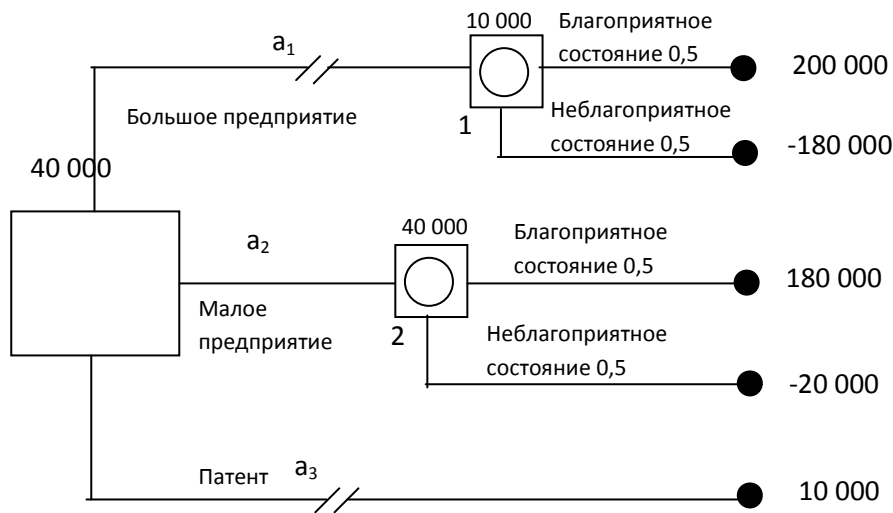 10 000
Благоприятное
состояние 0,5
200 000
a₁
Большое предприятие
1
Неблагоприятное
состояние 0,5
-180 000
40 000
a₂
Малое
предприятие
40 000
2
Благоприятное
состояние 0,5
180 000
Неблагоприятное
состояние 0,5
-20 000
Патент a₃
10 000